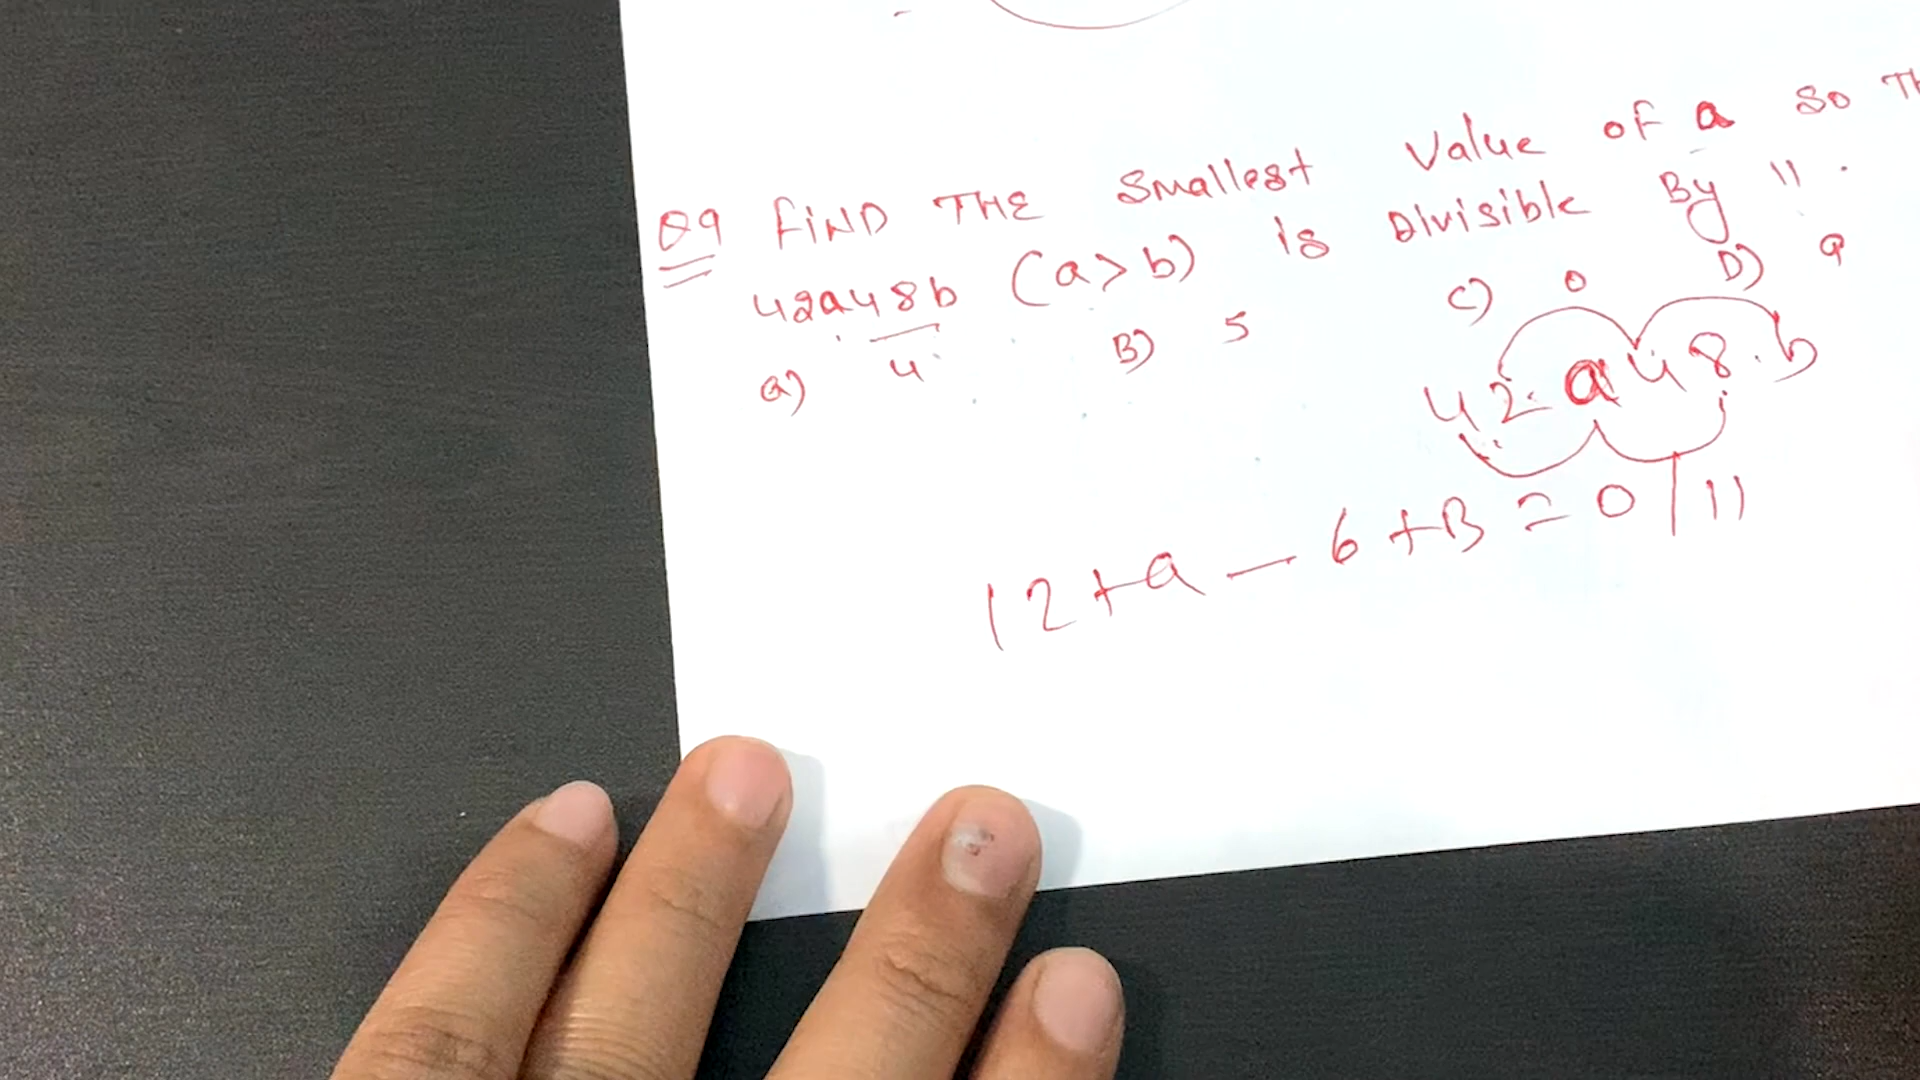 Q9 FIND THE Smallest Value OF a So Th
42a48b (a>b) is Divisible By 11.
a) 4 B) 5 C) 0 D) 9
42a48b
12+a-6+B=0/11